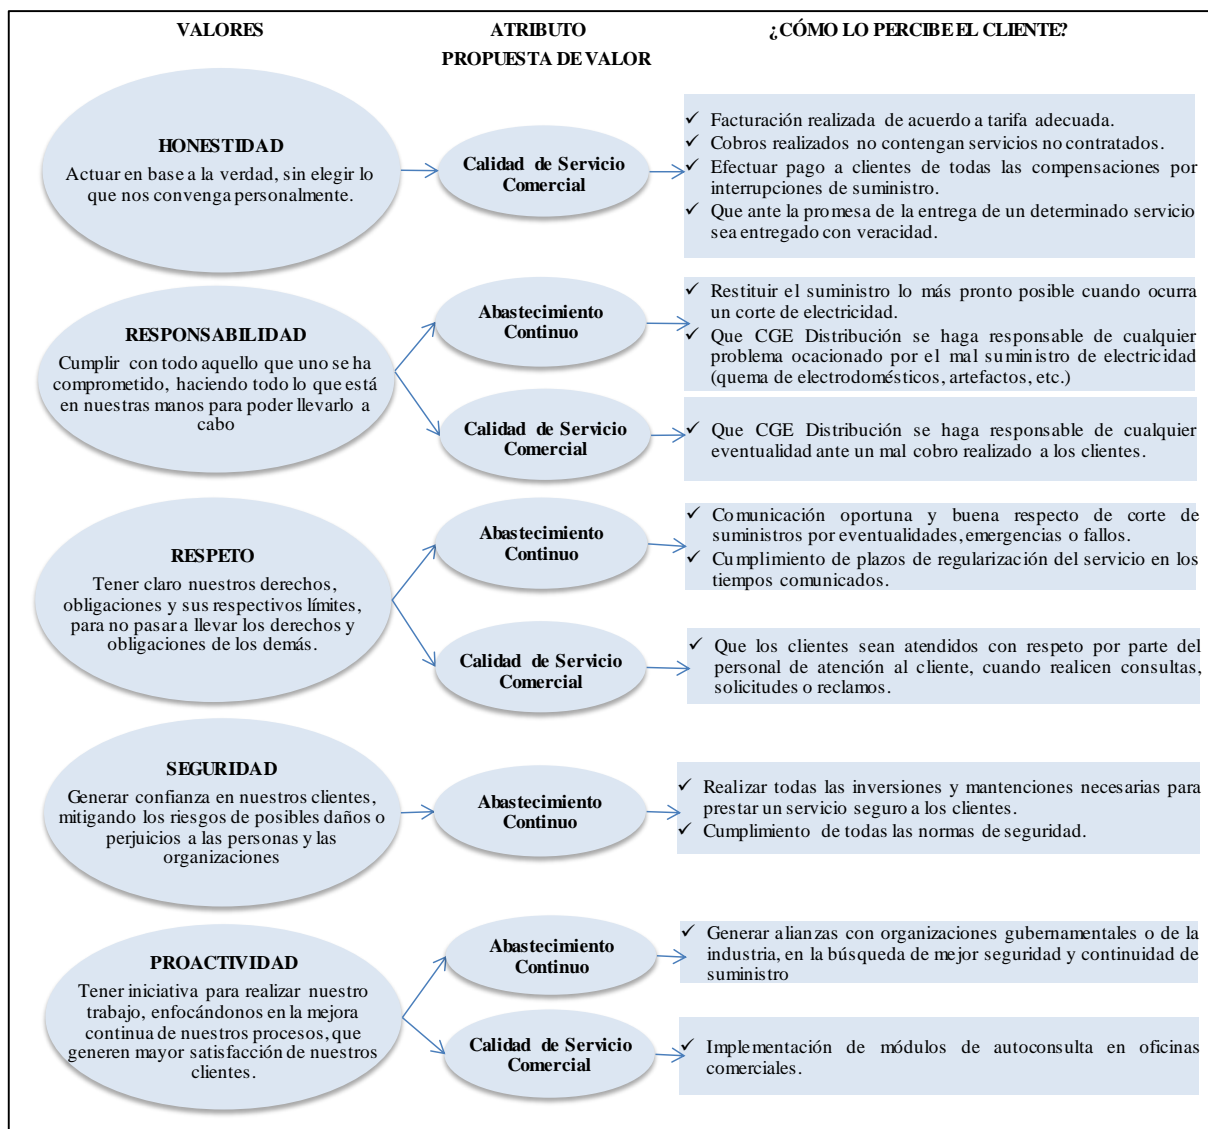 VALORES
ATRIBUTO
PROPUESTA DE VALOR
¿CÓMO LO PERCIBE EL CLIENTE?
HONESTIDAD
Actuar en base a la verdad, sin elegir lo
que nos convenga personalmente.
Calidad de Servicio
Comercial
✓ Facturación realizada de acuerdo a tarifa adecuada.
✓ Cobros realizados no contengan servicios no contratados.
✓ Efectuar pago a clientes de todas las compensaciones por
interrupciones de suministro.
✓ Que ante la promesa de la entrega de un determinado servicio
sea entregado con veracidad.
RESPONSABILIDAD
Cumplir con todo aquello que uno se ha
comprometido, haciendo todo lo que está
en nuestras manos para poder llevarlo a
cabo
Abastecimiento
Continuo
✓ Restituir el suministro lo más pronto posible cuando ocurra
un corte de electricidad.
✓ Que CGE Distribución se haga responsable de cualquier
problema ocacionado por el mal suministro de electricidad
(quema de electrodomésticos, artefactos, etc.)
Calidad de Servicio
Comercial
✓ Que CGE Distribución se haga responsable de cualquier
eventualidad ante un mal cobro realizado a los clientes.
RESPETO
Tener claro nuestros derechos,
obligaciones y sus respectivos límites,
para no pasar a llevar los derechos y
obligaciones de los demás.
Abastecimiento
Continuo
✓ Comunicación oportuna y buena respecto de corte de
suministros por eventualidades, emergencias o fallos.
✓ Cumplimiento de plazos de regularización del servicio en los
tiempos comunicados.
Calidad de Servicio
Comercial
✓ Que los clientes sean atendidos con respeto por parte del
personal de atención al cliente, cuando realicen consultas,
solicitudes o reclamos.
SEGURIDAD
Generar confianza en nuestros clientes,
mitigando los riesgos de posibles daños o
perjuicios a las personas y las
organizaciones
Abastecimiento
Continuo
✓ Realizar todas las inversiones y mantenciones necesarias para
prestar un servicio seguro a los clientes.
✓ Cumplimiento de todas las normas de seguridad.
PROACTIVIDAD
Tener iniciativa para realizar nuestro
trabajo, enfocándonos en la mejora
continua de nuestros procesos, que
generen mayor satisfacción de nuestros
clientes.
Abastecimiento
Continuo
✓ Generar alianzas con organizaciones gubernamentales o de la
industria, en la búsqueda de mejor seguridad y continuidad de
suministro
Calidad de Servicio
Comercial
✓ Implementación de módulos de autoconsulta en oficinas
comerciales.